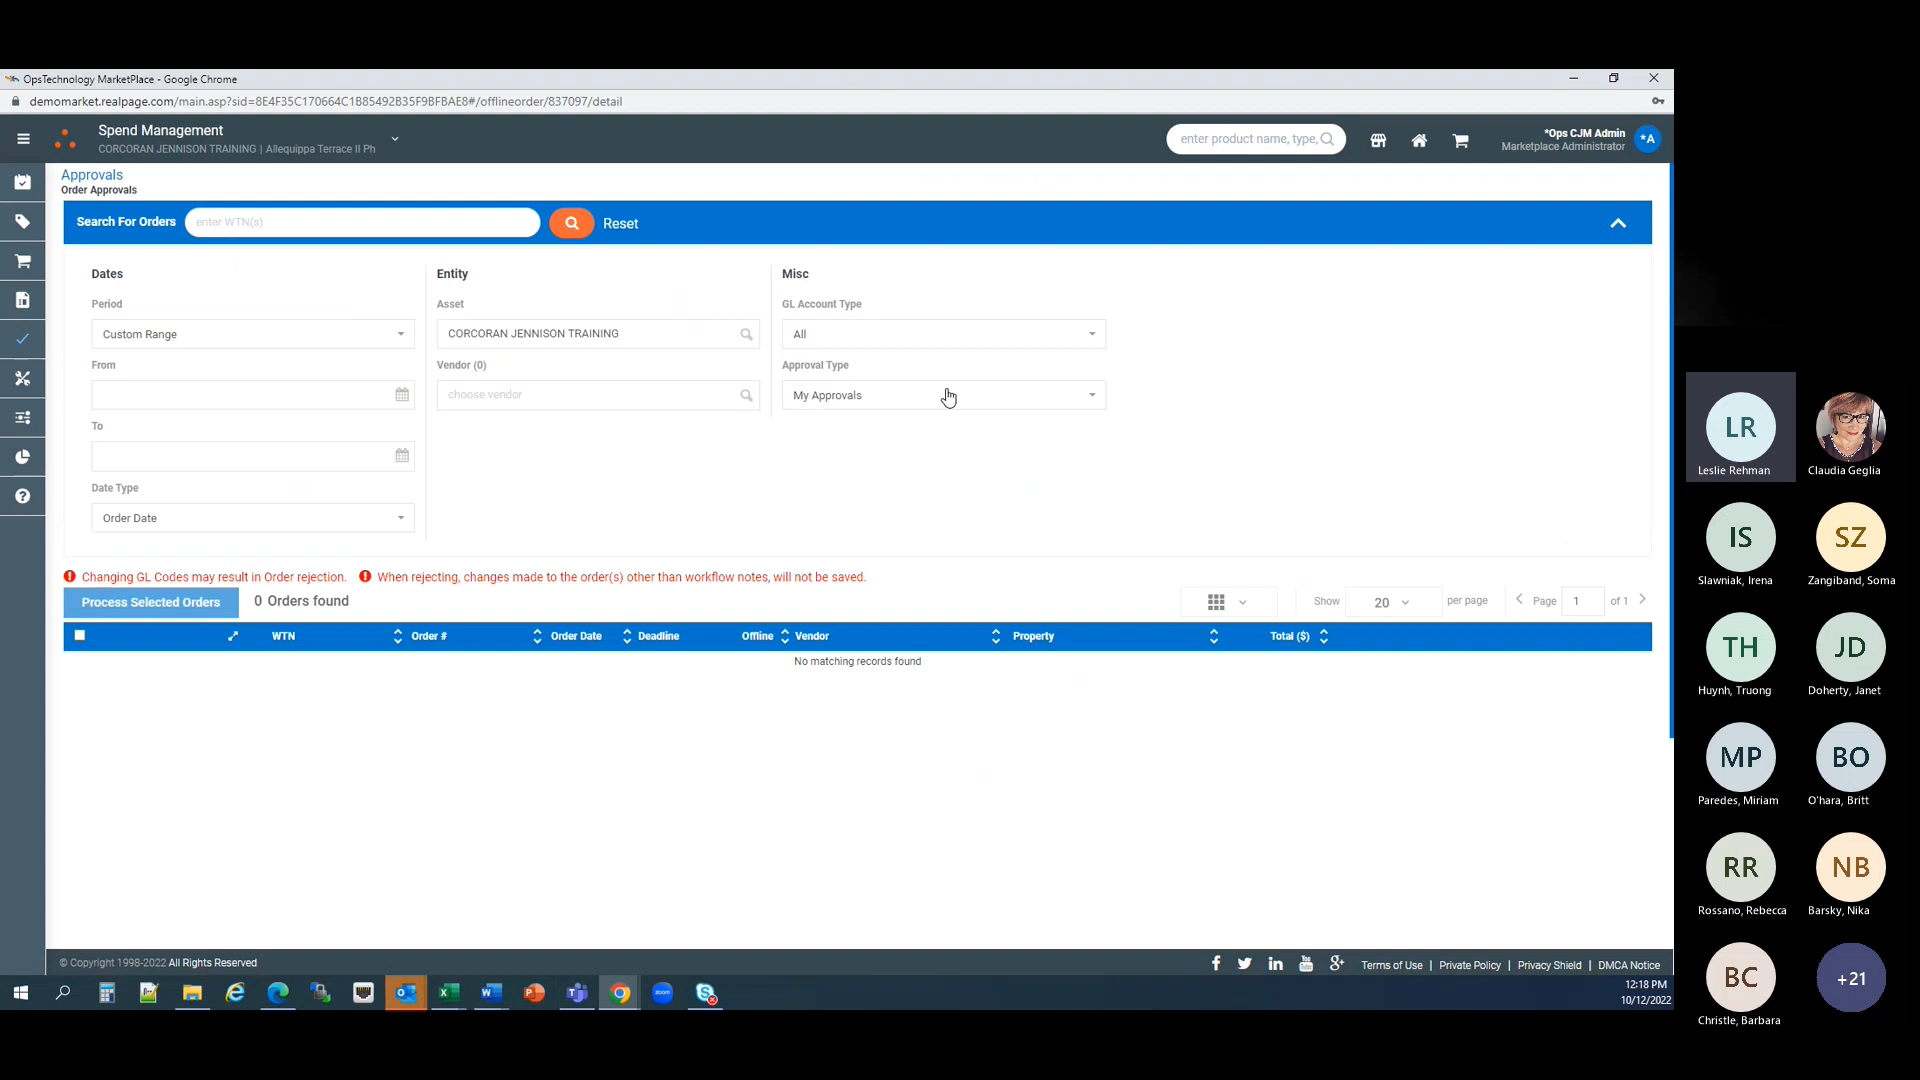 OpsTechnology MarketPlace - Google Chrome
demomarket.realpage.com/main.asp?sid=8E4F35C170664C1B85492B35F9BFBAE8#/offlineorder/837097/detail
Spend Management
CORCORAN JENNISON TRAINING | Allequippa Terrace II Ph
enter product name, type,
*Ops CJM Admin
Marketplace Administrator
*A
Approvals
Order Approvals
Search For Orders
enter WTN(s)
Reset
Dates
Entity
Misc
Period
Asset
GL Account Type
Custom Range
CORCORAN JENNISON TRAINING
All
From
Vendor (0)
Approval Type
choose vendor
My Approvals
To
Date Type
Order Date
Changing GL Codes may result in Order rejection. When rejecting, changes made to the order(s) other than workflow notes, will not be saved.
Process Selected Orders 0 Orders found Show 20 per page Page 1 of 1
WTN Order # Order Date Deadline Offline Vendor Property Total ($)
No matching records found
© Copyright 1998-2022 All Rights Reserved
Terms of Use | Private Policy | Privacy Shield | DMCA Notice
12:18 PM
10/12/2022
LR
Leslie Rehman
Claudia Geglia
IS
SZ
Slawniak, Irena
Zangiband, Soma
TH
JD
Huynh, Truong
Doherty, Janet
MP
BO
Paredes, Miriam
O'hara, Britt
RR
NB
Rossano, Rebecca
Barsky, Nika
BC
+21
Christle, Barbara